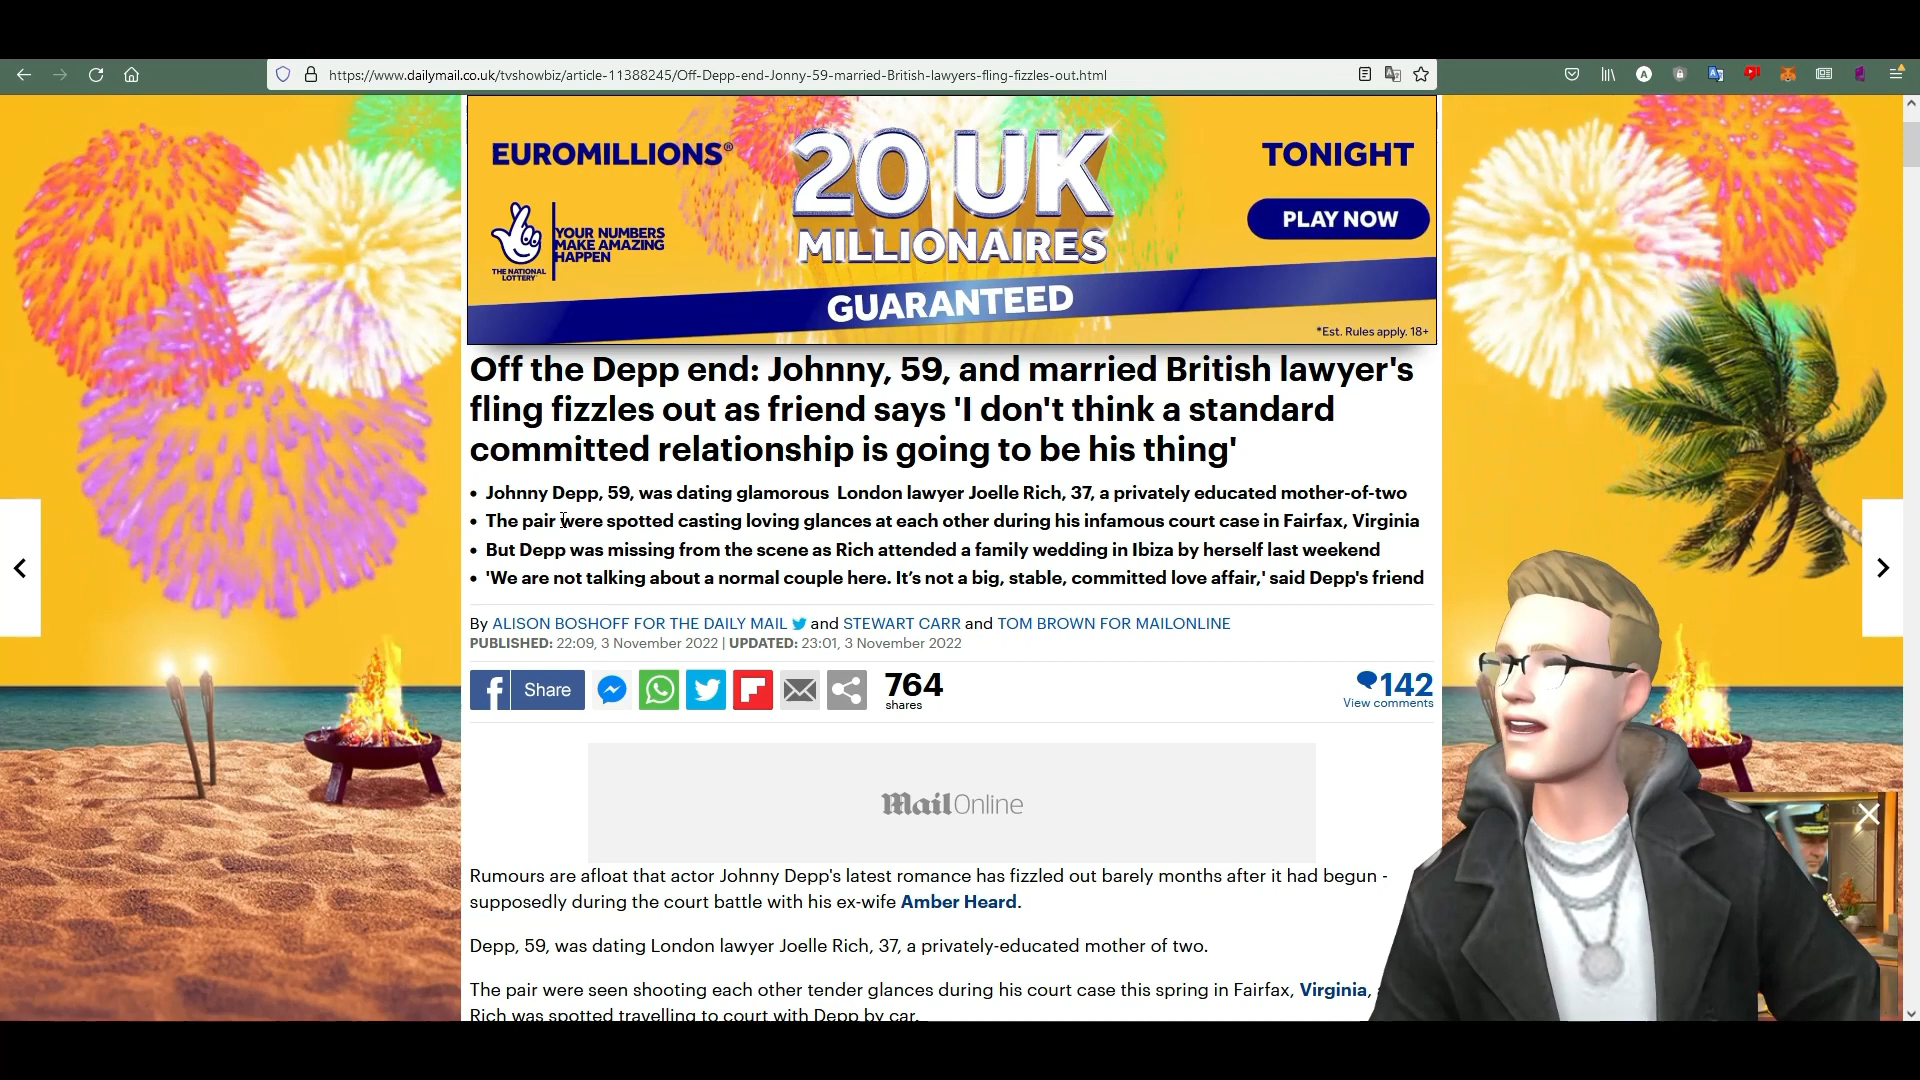 https://www.dailymail.co.uk/tvshowbiz/article-11388245/Off-Depp-end-Jonny-59-married-British-lawyers-fling-fizzles-out.html
EUROMILLIONS®
20 UK
MILLIONAIRES
GUARANTEED
TONIGHT
PLAY NOW
YOUR NUMBERS
MAKE AMAZING
HAPPEN
THE NATIONAL
LOTTERY
*Est. Rules apply. 18+
Off the Depp end: Johnny, 59, and married British lawyer's
fling fizzles out as friend says 'I don't think a standard
committed relationship is going to be his thing'
• Johnny Depp, 59, was dating glamorous London lawyer Joelle Rich, 37, a privately educated mother-of-two
• The pair were spotted casting loving glances at each other during his infamous court case in Fairfax, Virginia
• But Depp was missing from the scene as Rich attended a family wedding in Ibiza by herself last weekend
• 'We are not talking about a normal couple here. It's not a big, stable, committed love affair,' said Depp's friend
By ALISON BOSHOFF FOR THE DAILY MAIL and STEWART CARR and TOM BROWN FOR MAILONLINE
PUBLISHED: 22:09, 3 November 2022 | UPDATED: 23:01, 3 November 2022
Share
764
shares
142
View comments
MailOnline
Rumours are afloat that actor Johnny Depp's latest romance has fizzled out barely months after it had begun -
supposedly during the court battle with his ex-wife Amber Heard.
Depp, 59, was dating London lawyer Joelle Rich, 37, a privately-educated mother of two.
The pair were seen shooting each other tender glances during his court case this spring in Fairfax, Virginia,
Rich was spotted travelling to court with Depp by car.